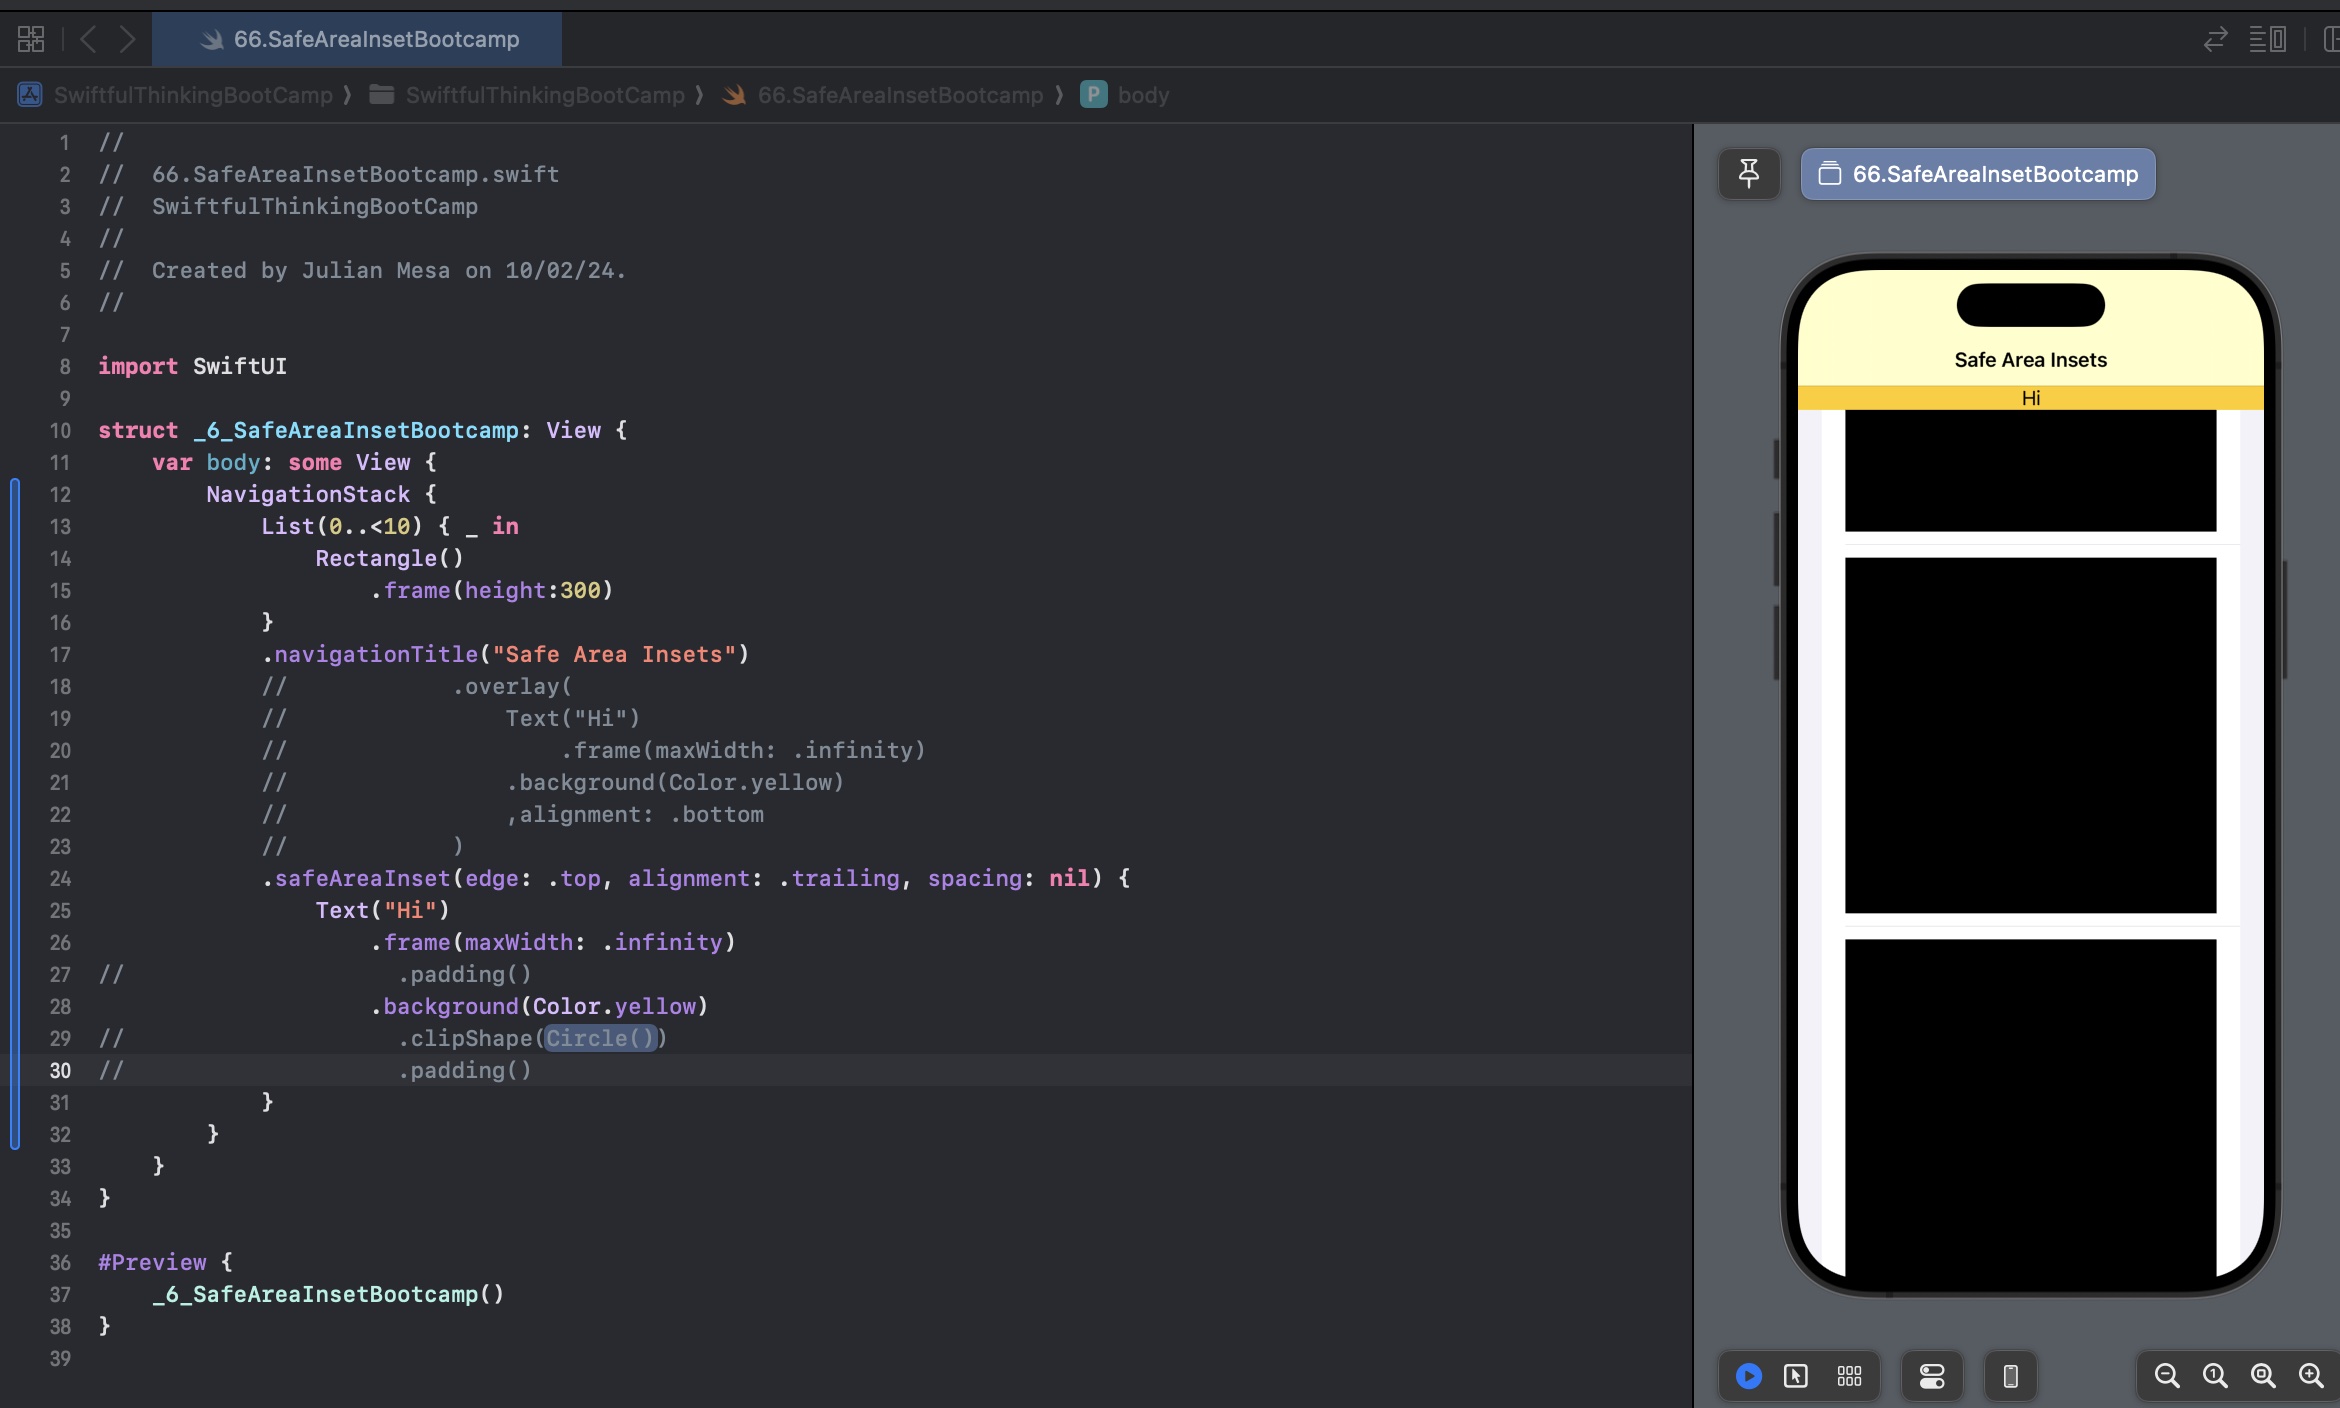 66.SafeAreaInsetBootcamp
SwiftfulThinkingBootCamp ⟩ SwiftfulThinkingBootCamp ⟩ 66.SafeAreaInsetBootcamp ⟩ P body
1 //
2 //  66.SafeAreaInsetBootcamp.swift
3 //  SwiftfulThinkingBootCamp
4 //
5 //  Created by Julian Mesa on 10/02/24.
6 //
7
8 import SwiftUI
9
10 struct _6_SafeAreaInsetBootcamp: View {
11     var body: some View {
12         NavigationStack {
13             List(0..<10) { _ in
14                 Rectangle()
15                     .frame(height:300)
16             }
17             .navigationTitle("Safe Area Insets")
18             //            .overlay(
19             //                Text("Hi")
20             //                    .frame(maxWidth: .infinity)
21             //                .background(Color.yellow)
22             //                ,alignment: .bottom
23             //            )
24             .safeAreaInset(edge: .top, alignment: .trailing, spacing: nil) {
25                 Text("Hi")
26                     .frame(maxWidth: .infinity)
27 //                    .padding()
28                     .background(Color.yellow)
29 //                    .clipShape(Circle())
30 //                    .padding()
31             }
32         }
33     }
34 }
35
36 #Preview {
37     _6_SafeAreaInsetBootcamp()
38 }
39
66.SafeAreaInsetBootcamp
Safe Area Insets
Hi